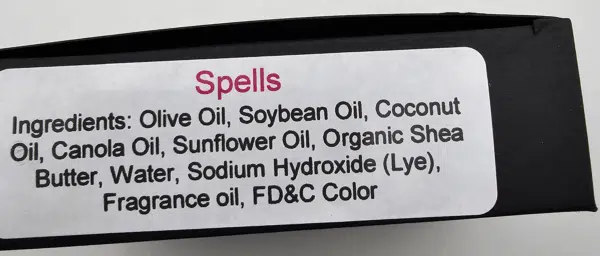 Spells
Ingredients: Olive Oil, Soybean Oil, Coconut
Oil, Canola Oil, Sunflower Oil, Organic Shea
Butter, Water, Sodium Hydroxide (Lye),
Fragrance oil, FD&C Color